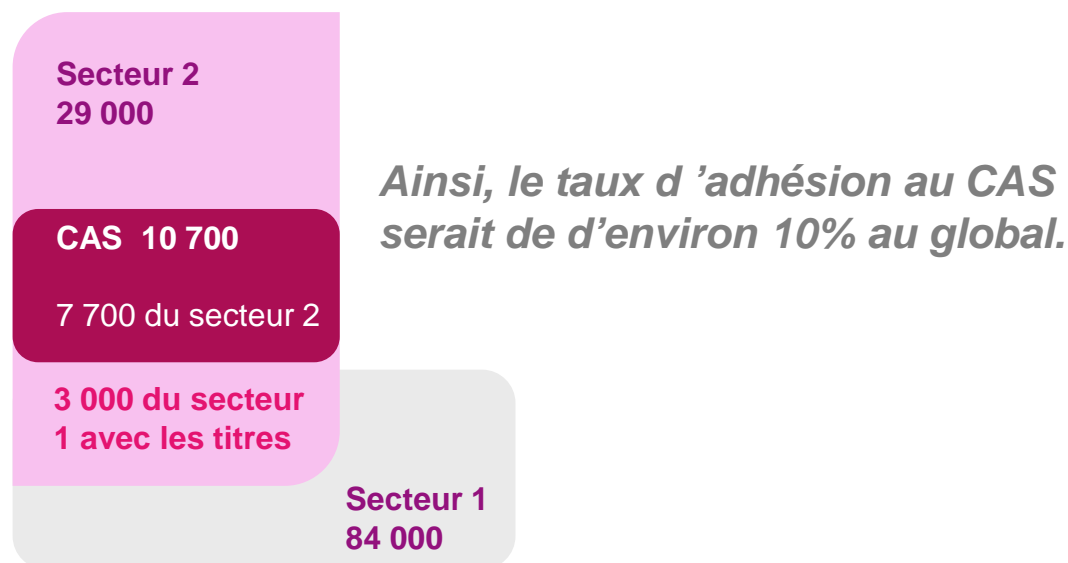 Secteur 2
29 000
Ainsi, le taux d ’adhésion au CAS
serait de d’environ 10% au global.
CAS 10 700
7 700 du secteur 2
3 000 du secteur
1 avec les titres
Secteur 1
84 000